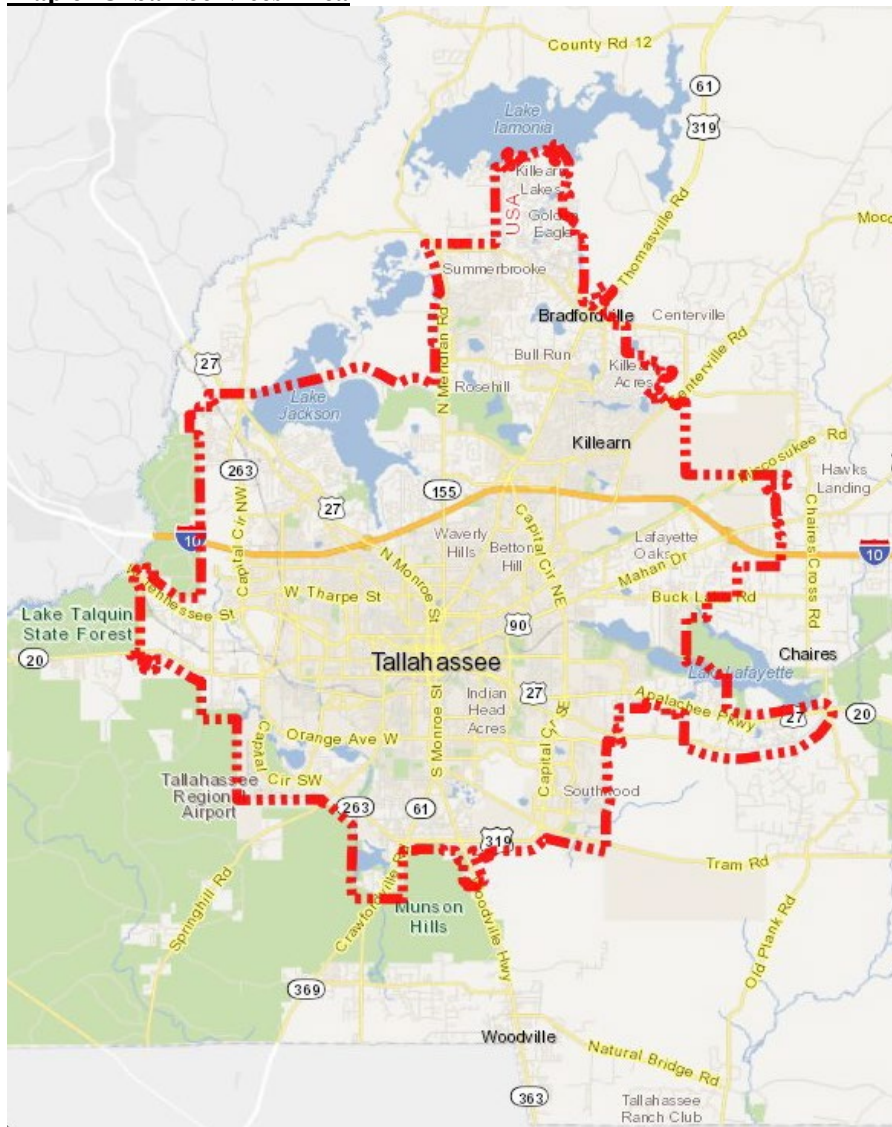 County Rd 12
61
319
Lake
Iamonia
Killearn
Lakes
USA
Golden
Eagle
Thomasville Rd
Summerbrooke
Bradfordville
Centerville
N Meridian Rd
Bull Run
27
Rosehill
Killearn
Acres
Centerville Rd
Lake
Jackson
Killearn
Miccosukee Rd
Hawks
Landing
263
155
27
Capital Cir NW
Waverly
Hills
Betton
Hill
Capital Cir NE
Lafayette
Oaks
Chaires Cross Rd
10
10
N Monroe St
Mahan Dr
W Tharpe St
Buck Lake Rd
Lake Talquin
State Forest
90
20
Tallahassee
Chaires
Lake Lafayette
Indian
Head
Acres
27
Apalachee Pkwy
27
20
Orange Ave W
S Monroe St
Capital Cir SE
Capital
Cir SW
Tallahassee
Regional
Airport
Southwood
263
61
319
Tram Rd
Springhill Rd
Crawfordville Rd
Munson
Hills
Woodville Hwy
Old Plank Rd
369
Woodville
Natural Bridge Rd
363
Tallahassee
Ranch Club